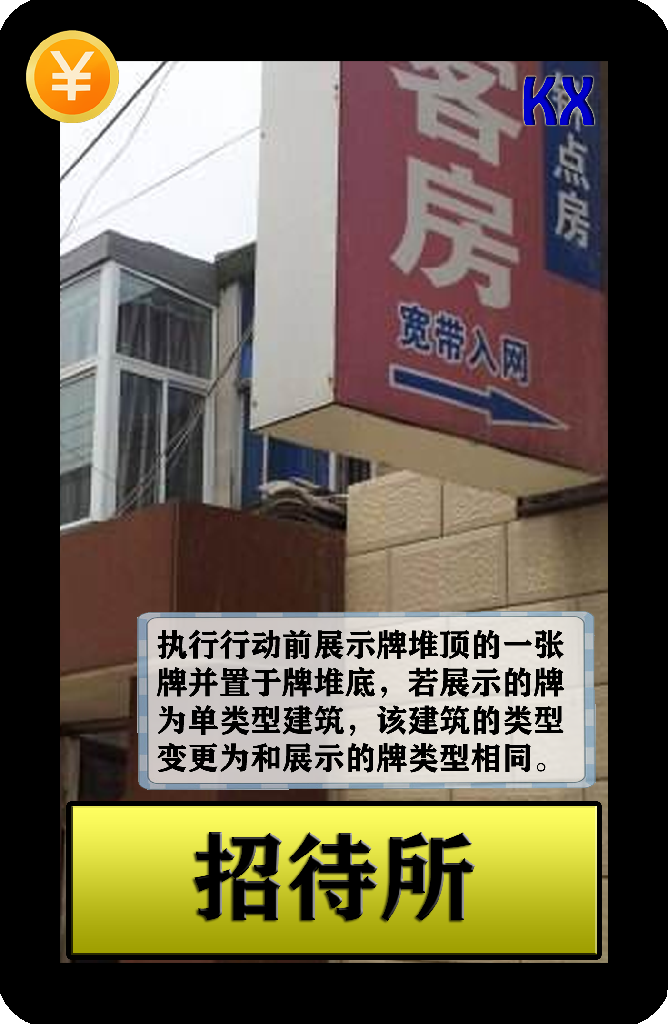 ¥
KX
客房
点房
宽带入网
执行行动前展示牌堆顶的一张
牌并置于牌堆底，若展示的牌
为单类型建筑，该建筑的类型
变更为和展示的牌类型相同。
招待所